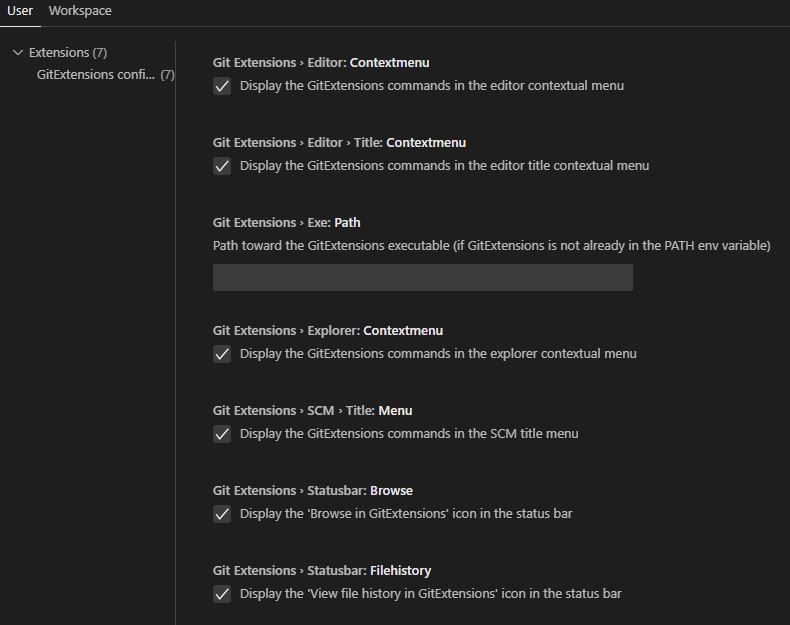 User Workspace
Extensions (7)
GitExtensions confi... (7)
Git Extensions › Editor: Contextmenu
Display the GitExtensions commands in the editor contextual menu
Git Extensions › Editor › Title: Contextmenu
Display the GitExtensions commands in the editor title contextual menu
Git Extensions › Exe: Path
Path toward the GitExtensions executable (if GitExtensions is not already in the PATH env variable)
Git Extensions › Explorer: Contextmenu
Display the GitExtensions commands in the explorer contextual menu
Git Extensions › SCM › Title: Menu
Display the GitExtensions commands in the SCM title menu
Git Extensions › Statusbar: Browse
Display the 'Browse in GitExtensions' icon in the status bar
Git Extensions › Statusbar: Filehistory
Display the 'View file history in GitExtensions' icon in the status bar